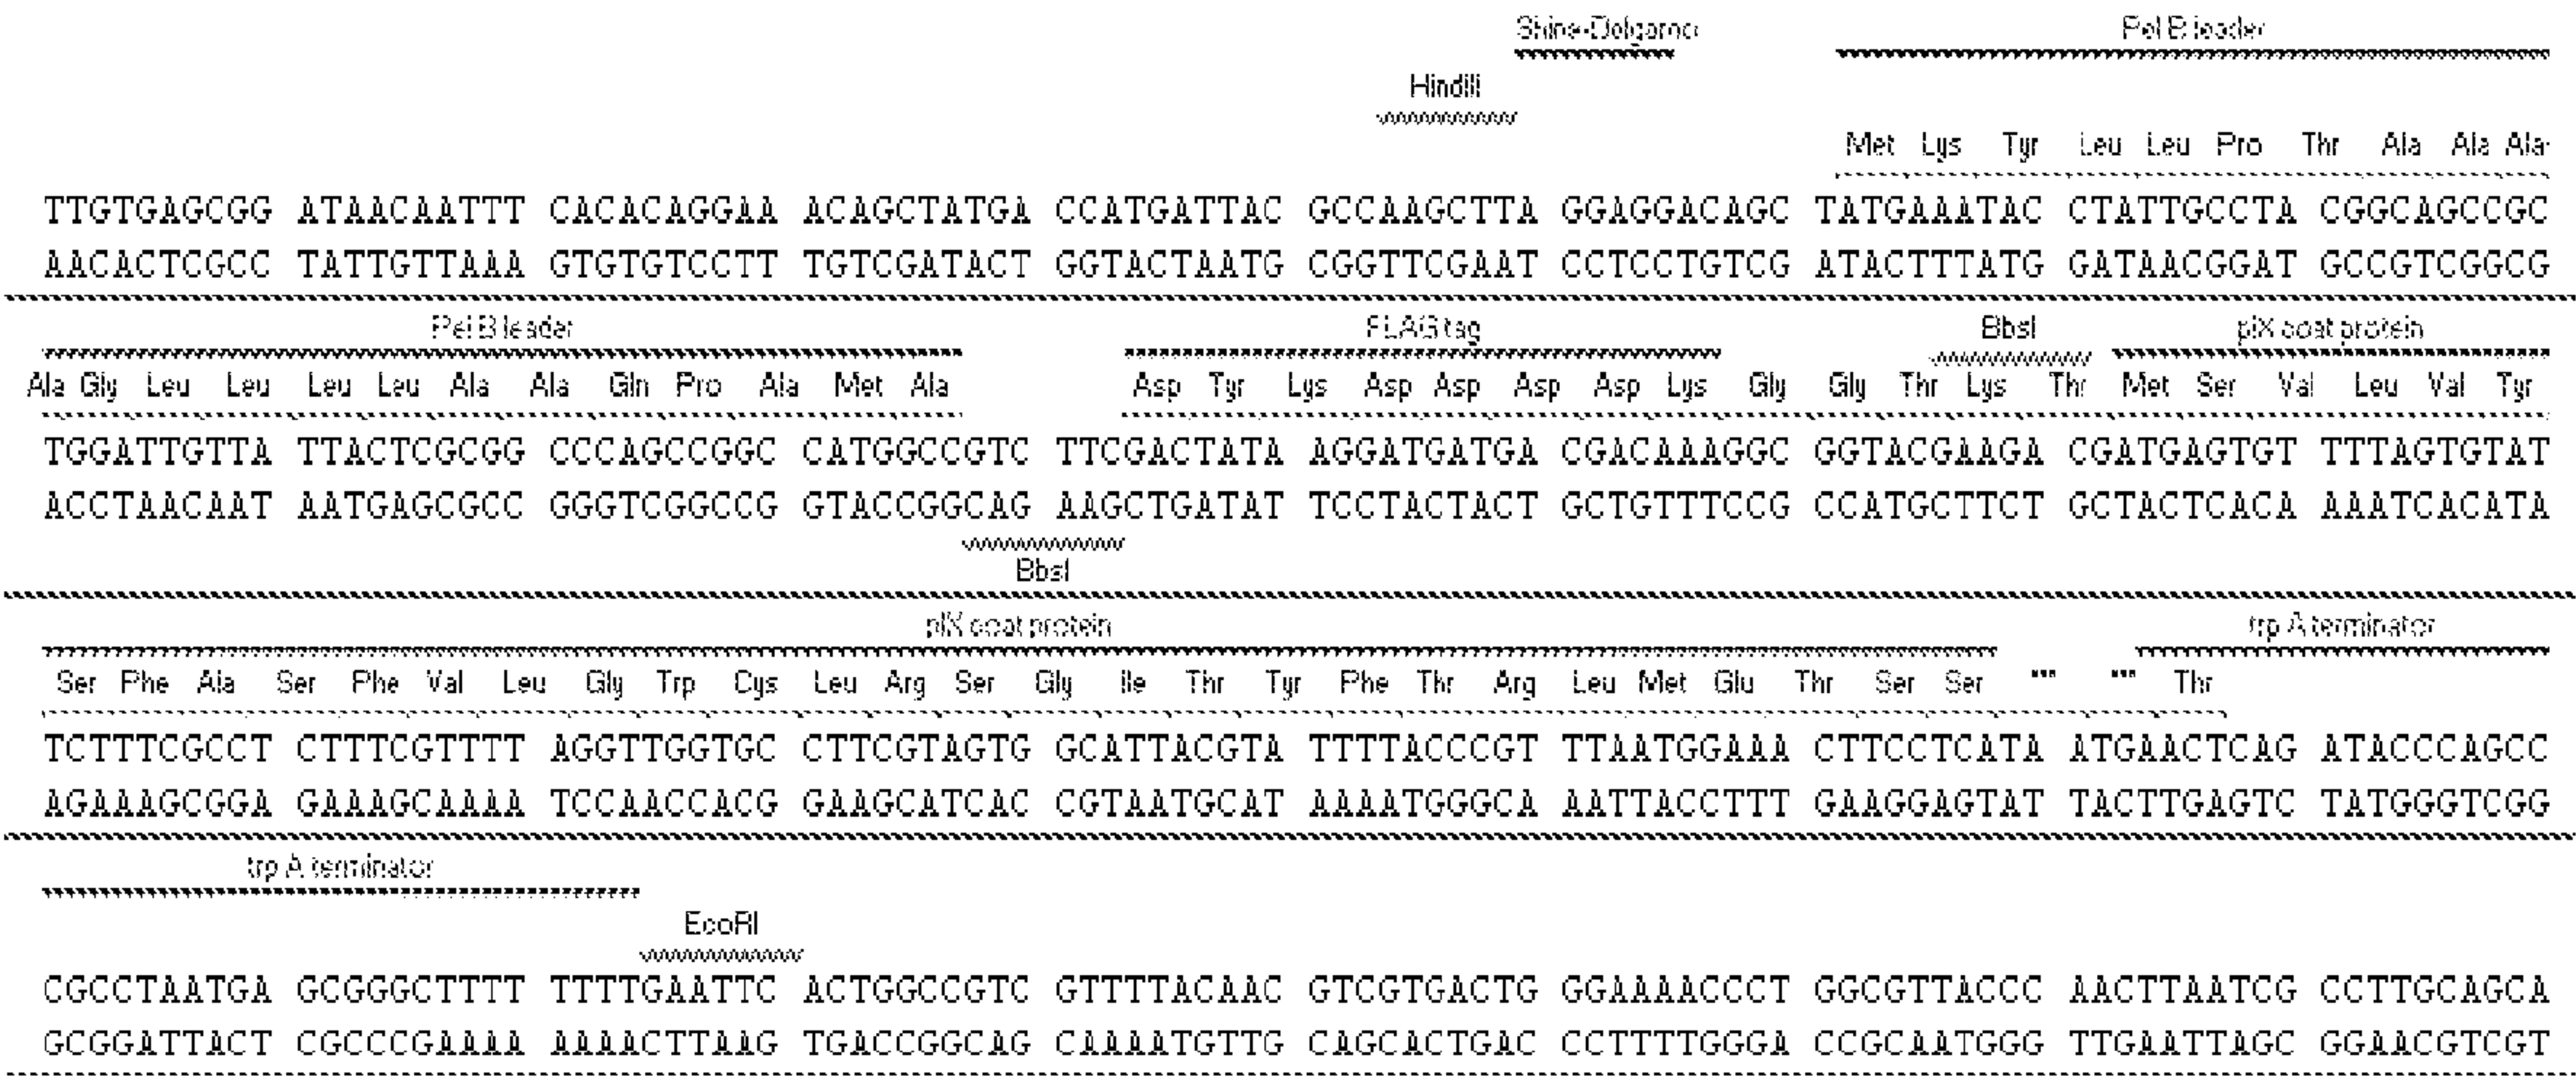 Shine-Dolgarno Pel B leader
HindIII
Met Lys Tyr Leu Leu Pro Thr Ala Ala Ala
TTGTGAGCGG ATAACAATTT CACACAGGAA ACAGCTATGA CCATGATTAC GCCAAGCTTA GGAGGACAGC TATGAAATAC CTATTGCCTA CGGCAGCCGC
AACACTCGCC TATTGTTAAA GTGTGTCCTT TGTCGATACT GGTACTAATG CGGTTCGAAT CCTCCTGTCG ATACTTTATG GATAACGGAT GCCGTCGGCG
Pel B leader FLAG tag BbsI pIX coat protein
Ala Gly Leu Leu Leu Leu Ala Ala Gln Pro Ala Met Ala Asp Tyr Lys Asp Asp Asp Asp Lys Gly Gly Thr Lys Thr Met Ser Val Leu Val Tyr
TGGATTGTTA TTACTCGCGG CCCAGCCGGC CATGGCCGTC TTCGACTATA AGGATGATGA CGACAAAGGC GGTACGAAGA CGATGAGTGT TTTAGTGTAT
ACCTAACAAT AATGAGCGCC GGGTCGGCCG GTACCGGCAG AAGCTGATAT TCCTACTACT GCTGTTTCCG CCATGCTTCT GCTACTCACA AAATCACATA
BbsI
pIX coat protein trp A terminator
Ser Phe Ala Ser Phe Val Leu Gly Trp Cys Leu Arg Ser Gly Ile Thr Tyr Phe Thr Arg Leu Met Glu Thr Ser Ser *** *** Thr
TCTTTCGCCT CTTTCGTTTT AGGTTGGTGC CTTCGTAGTG GCATTACGTA TTTTACCCGT TTAATGGAAA CTTCCTCATA ATGAACTCAG ATACCCAGCC
AGAAAGCGGA GAAAGCAAAA TCCAACCACG GAAGCATCAC CGTAATGCAT AAAATGGGCA AATTACCTTT GAAGGAGTAT TACTTGAGTC TATGGGTCGG
trp A terminator
EcoRI
CGCCTAATGA GCGGGCTTTT TTTTGAATTC ACTGGCCGTC GTTTTACAAC GTCGTGACTG GGAAAACCCT GGCGTTACCC AACTTAATCG CCTTGCAGCA
GCGGATTACT CGCCCGAAAA AAAACTTAAG TGACCGGCAG CAAAATGTTG CAGCACTGAC CCTTTTGGGA CCGCAATGGG TTGAATTAGC GGAACGTCGT